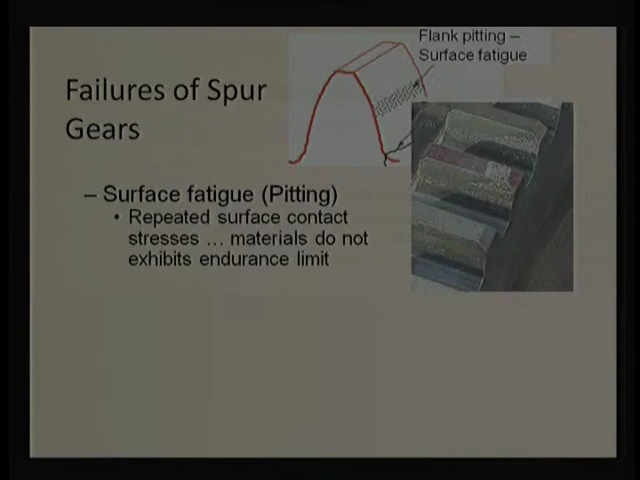 Failures of Spur
Gears
Flank pitting –
Surface fatigue
– Surface fatigue (Pitting)
• Repeated surface contact
stresses … materials do not
exhibits endurance limit